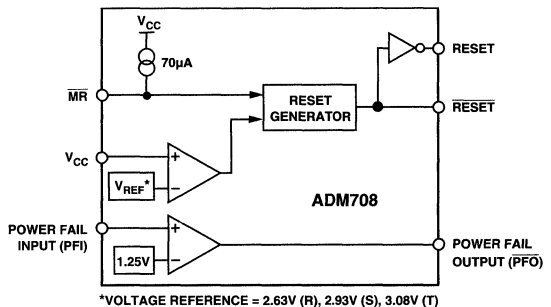 VCC
70µA
MR
RESET
RESET
GENERATOR
RESET
VCC
VREF*
ADM708
POWER FAIL
INPUT (PFI)
1.25V
POWER FAIL
OUTPUT (PFO)
*VOLTAGE REFERENCE = 2.63V (R), 2.93V (S), 3.08V (T)